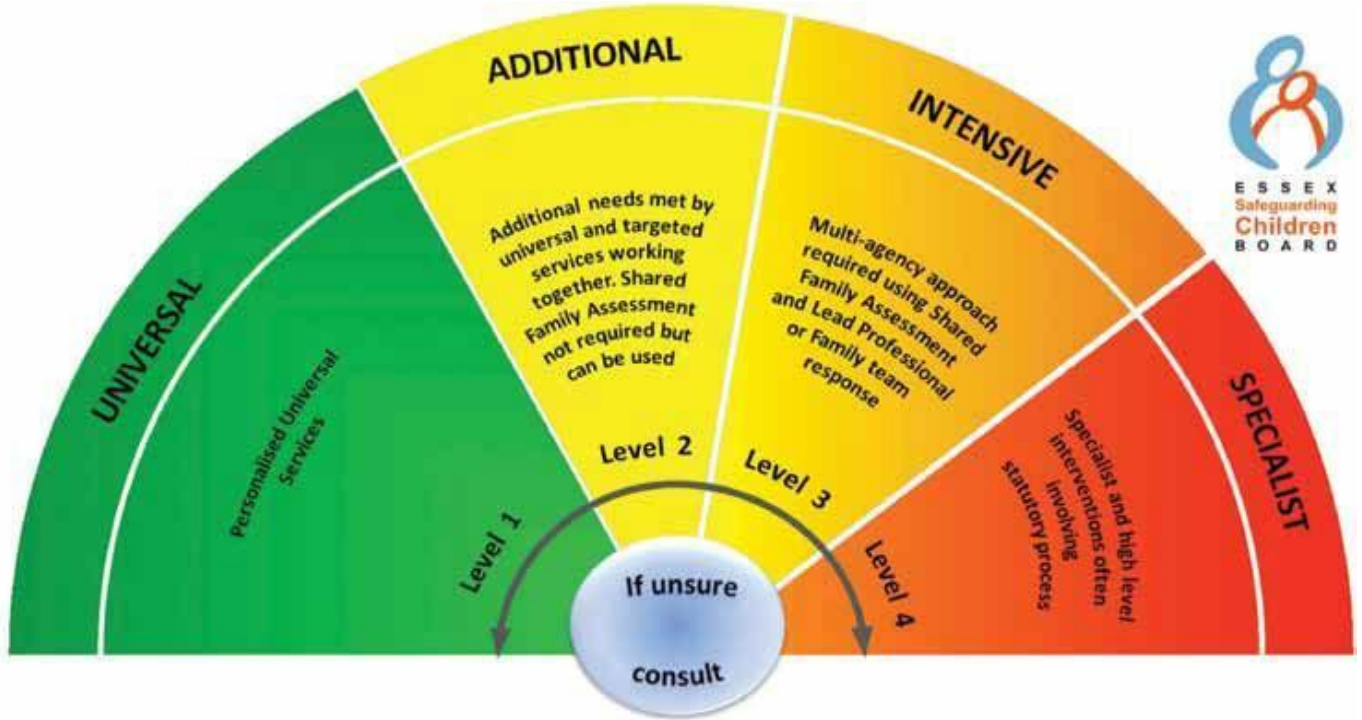 UNIVERSAL
Personalised Universal
Services
Level 1
ADDITIONAL
Additional needs met by
universal and targeted
services working
together. Shared
Family Assessment
not required but
can be used
Level 2
INTENSIVE
Multi-agency approach
required using Shared
Family Assessment
and Lead Professional
or Family team
response
Level 3
SPECIALIST
Specialist and high level
interventions often
involving
statutory process
Level 4
If unsure
consult
ESSEX
Safeguarding
Children
BOARD